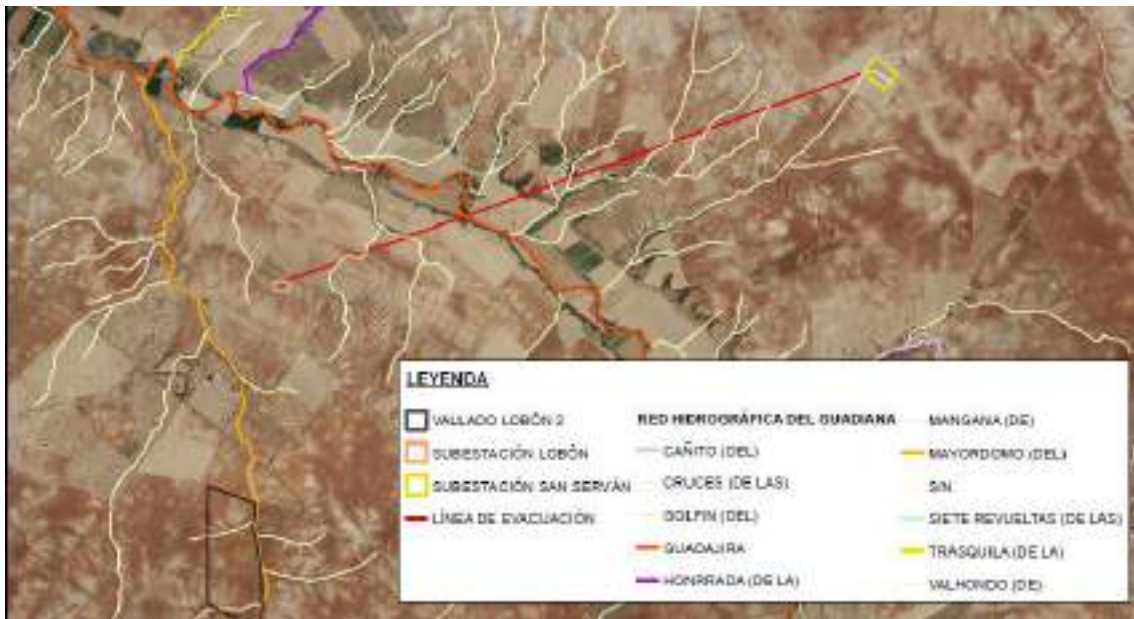 LEYENDA
VALLADO LOBÓN 2
SUBESTACIÓN LOBÓN
SUBESTACIÓN SAN SERVÁN
LÍNEA DE EVACUACIÓN
RED HIDROGRÁFICA DEL GUADIANA
CAÑITO (DEL)
CRUCES (DE LAS)
GOLFIN (DEL)
GUADAJIRA
HONRRADA (DE LA)
MANGANA (DE)
MAYORDOMO (DEL)
S/N
SIETE REVUELTAS (DE LAS)
TRASQUILA (DE LA)
VALHONDO (DE)